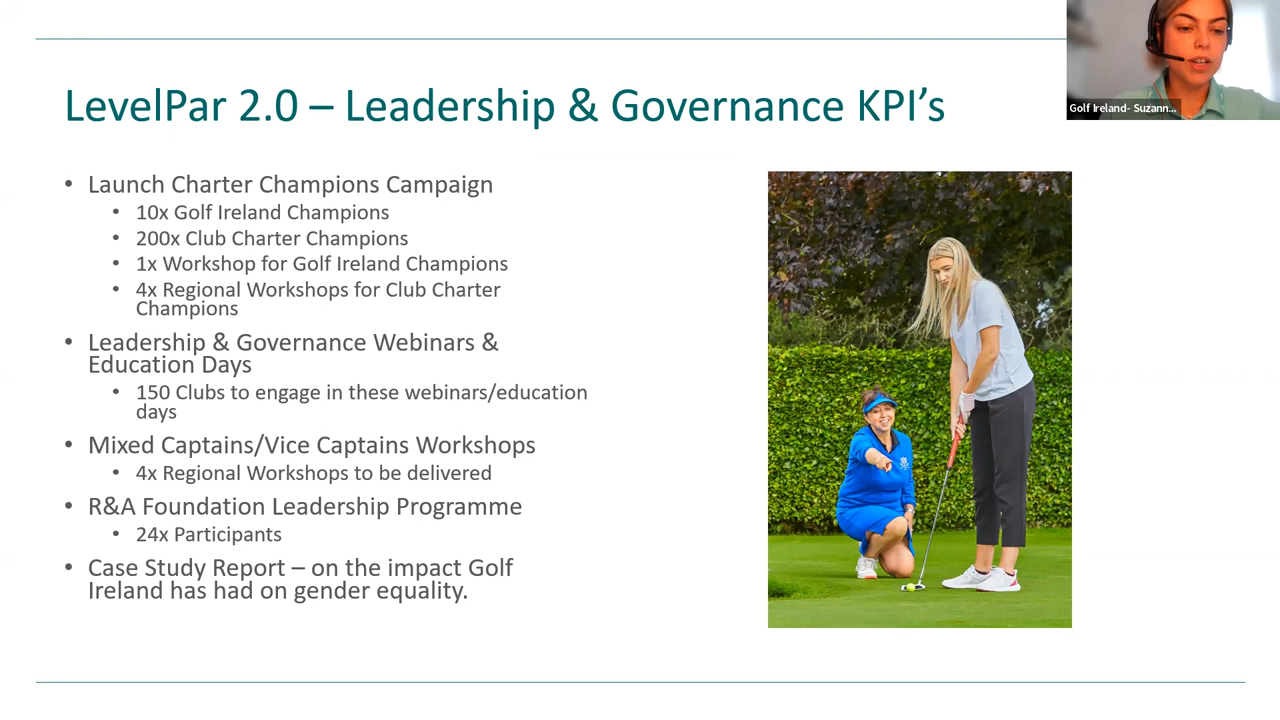 LevelPar 2.0 – Leadership & Governance KPI’s
Golf Ireland- Suzann...
• Launch Charter Champions Campaign
• 10x Golf Ireland Champions
• 200x Club Charter Champions
• 1x Workshop for Golf Ireland Champions
• 4x Regional Workshops for Club Charter
Champions
• Leadership & Governance Webinars &
Education Days
• 150 Clubs to engage in these webinars/education
days
• Mixed Captains/Vice Captains Workshops
• 4x Regional Workshops to be delivered
• R&A Foundation Leadership Programme
• 24x Participants
• Case Study Report – on the impact Golf
Ireland has had on gender equality.